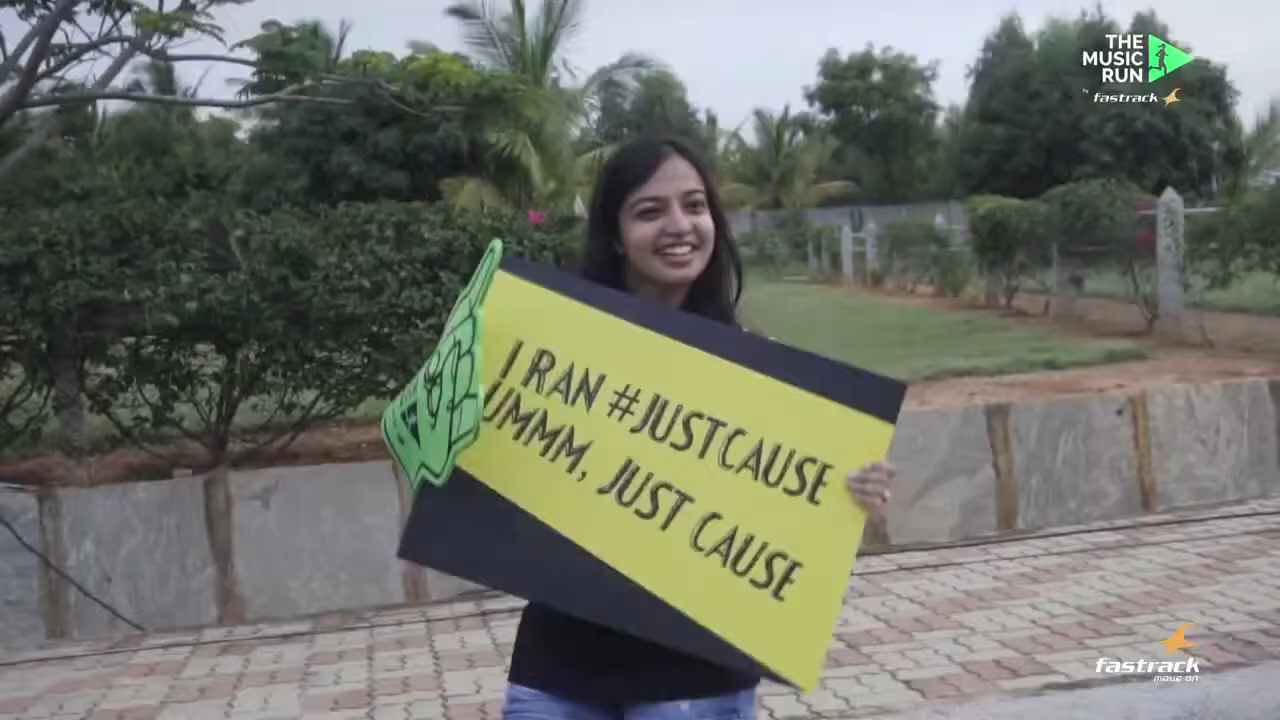 THE
MUSIC
RUN
by fastrack
I RAN #JUSTCAUSE
UMMM, JUST CAUSE
fastrack
move on